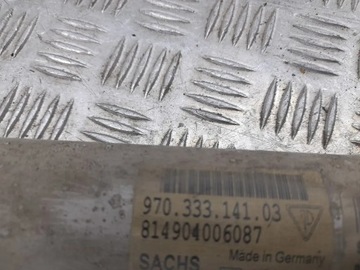 970.333.141.03
814904006087
Made in Germany
SACHS